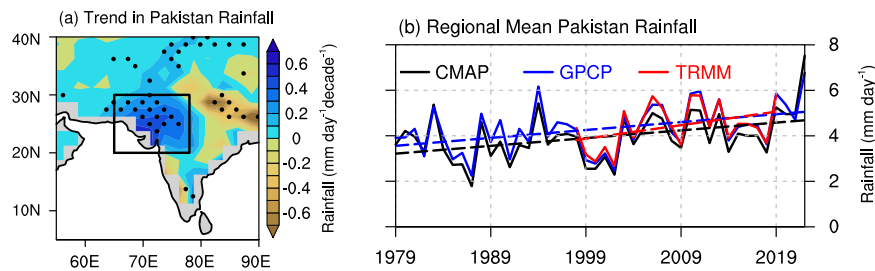 (a) Trend in Pakistan Rainfall
40N
30N
20N
10N
60E 70E 80E 90E
0.6
0.4
0.2
0
-0.2
-0.4
-0.6
Rainfall (mm day⁻¹decade⁻¹)
(b) Regional Mean Pakistan Rainfall
CMAP GPCP TRMM
8
6
4
2
0
Rainfall (mm day⁻¹)
1979 1989 1999 2009 2019